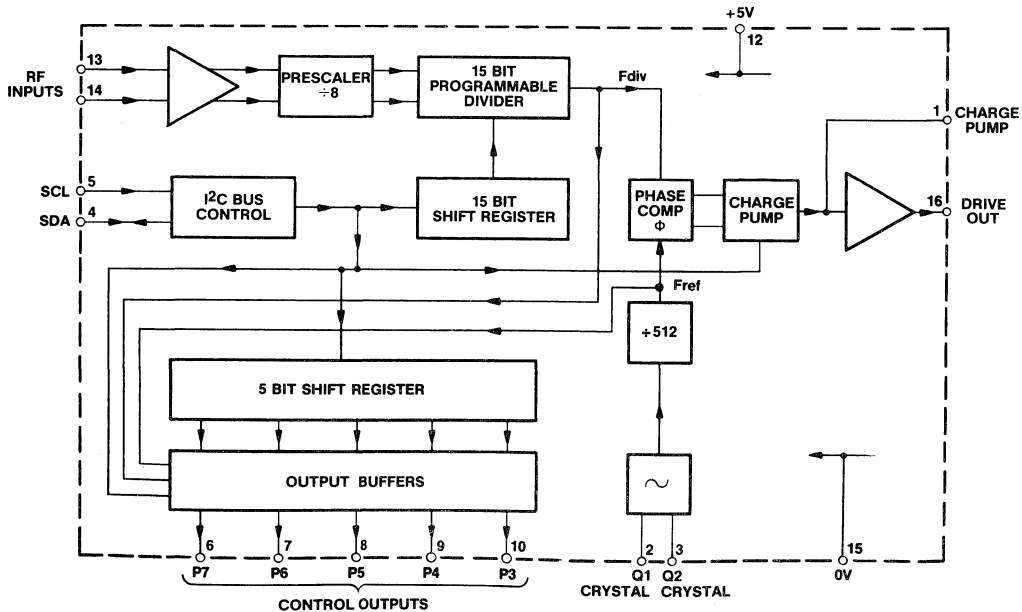 +5V
12
13
RF
INPUTS
14
PRESCALER
÷8
15 BIT
PROGRAMMABLE
DIVIDER
Fdiv
1
CHARGE
PUMP
SCL
5
SDA
4
I²C BUS
CONTROL
15 BIT
SHIFT REGISTER
PHASE
COMP
Φ
CHARGE
PUMP
16
DRIVE
OUT
Fref
÷512
5 BIT SHIFT REGISTER
OUTPUT BUFFERS
~
6
7
8
9
10
2
3
15
P7
P6
P5
P4
P3
Q1
CRYSTAL
Q2
CRYSTAL
0V
CONTROL OUTPUTS